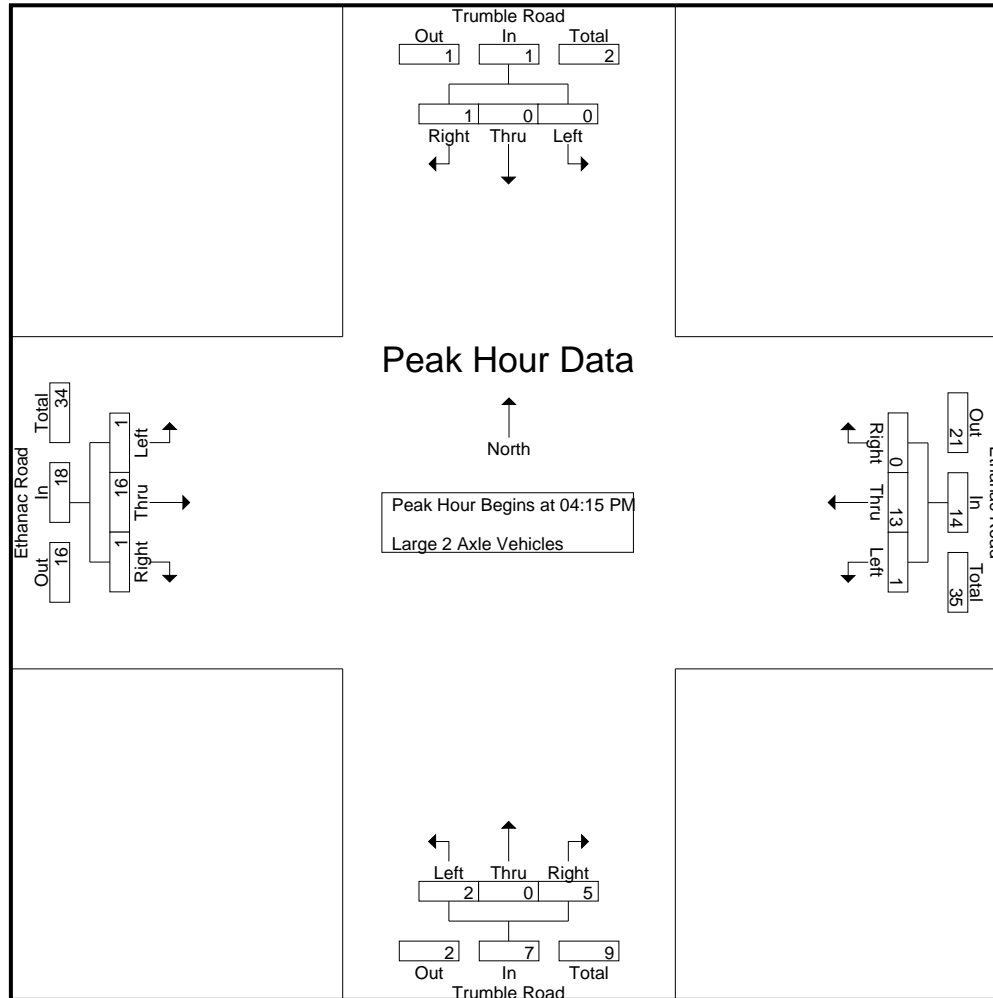 Trumble Road
Out In Total
1 1 2
1 0 0
Right Thru Left
Peak Hour Data
North
Peak Hour Begins at 04:15 PM
Large 2 Axle Vehicles
Ethanac Road
Total In Out
34 18 16
1 16 1
Left Thru Right
Right Thru Left
0 13 1
21 14 35
Out In Total
Ethanac Road
Left Thru Right
2 0 5
2 7 9
Out In Total
Trumble Road